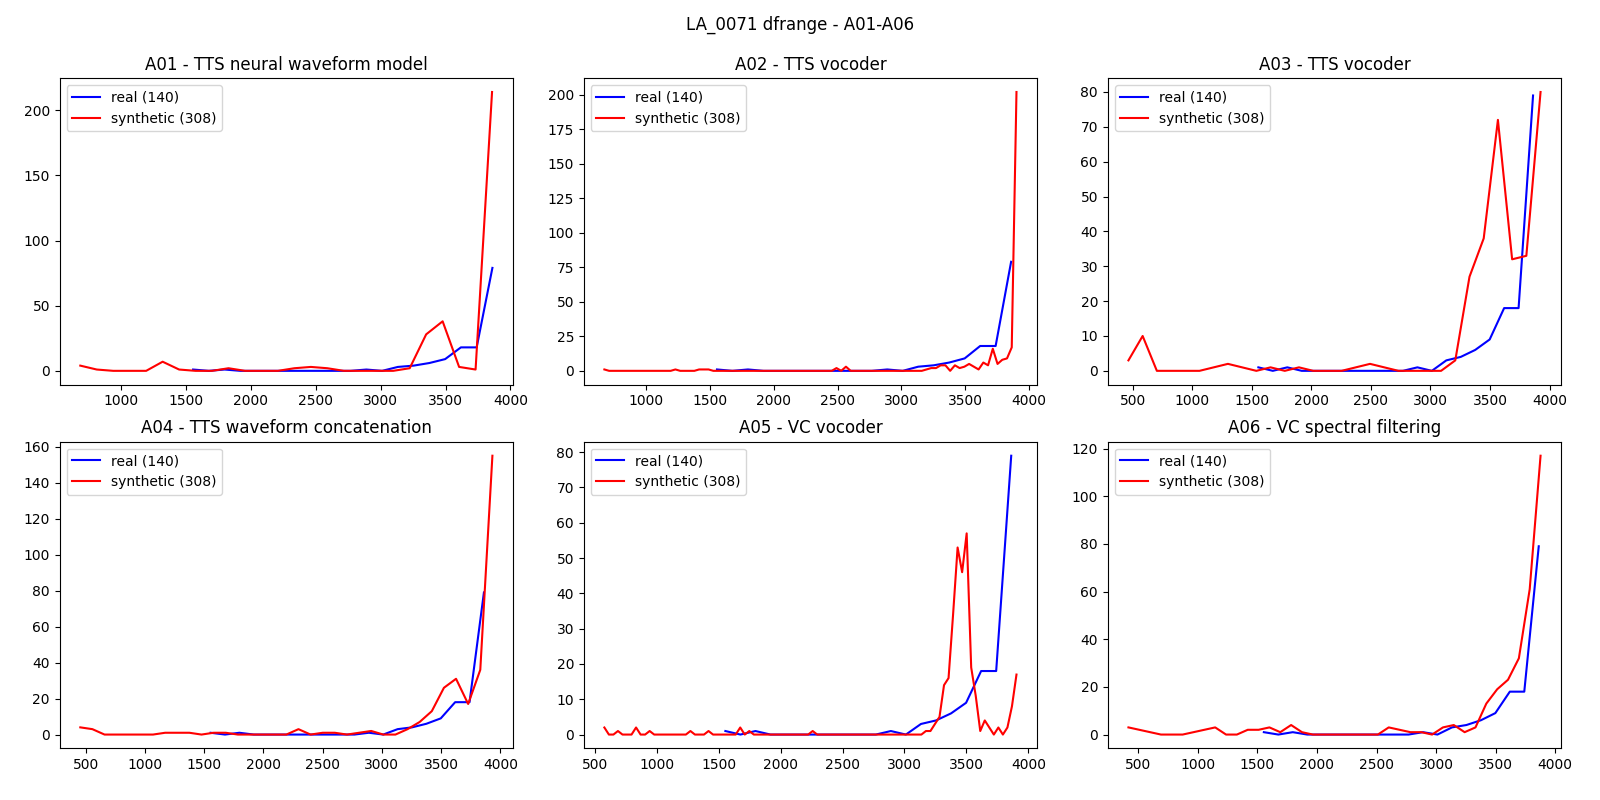 LA_0071 dfrange - A01-A06
A01 - TTS neural waveform model
real (140)
synthetic (308)
200
150
100
50
0
1000 1500 2000 2500 3000 3500 4000
A02 - TTS vocoder
real (140)
synthetic (308)
200
175
150
125
100
75
50
25
0
1000 1500 2000 2500 3000 3500 4000
A03 - TTS vocoder
real (140)
synthetic (308)
80
70
60
50
40
30
20
10
0
500 1000 1500 2000 2500 3000 3500 4000
A04 - TTS waveform concatenation
real (140)
synthetic (308)
160
140
120
100
80
60
40
20
0
500 1000 1500 2000 2500 3000 3500 4000
A05 - VC vocoder
real (140)
synthetic (308)
80
70
60
50
40
30
20
10
0
500 1000 1500 2000 2500 3000 3500 4000
A06 - VC spectral filtering
real (140)
synthetic (308)
120
100
80
60
40
20
0
500 1000 1500 2000 2500 3000 3500 4000